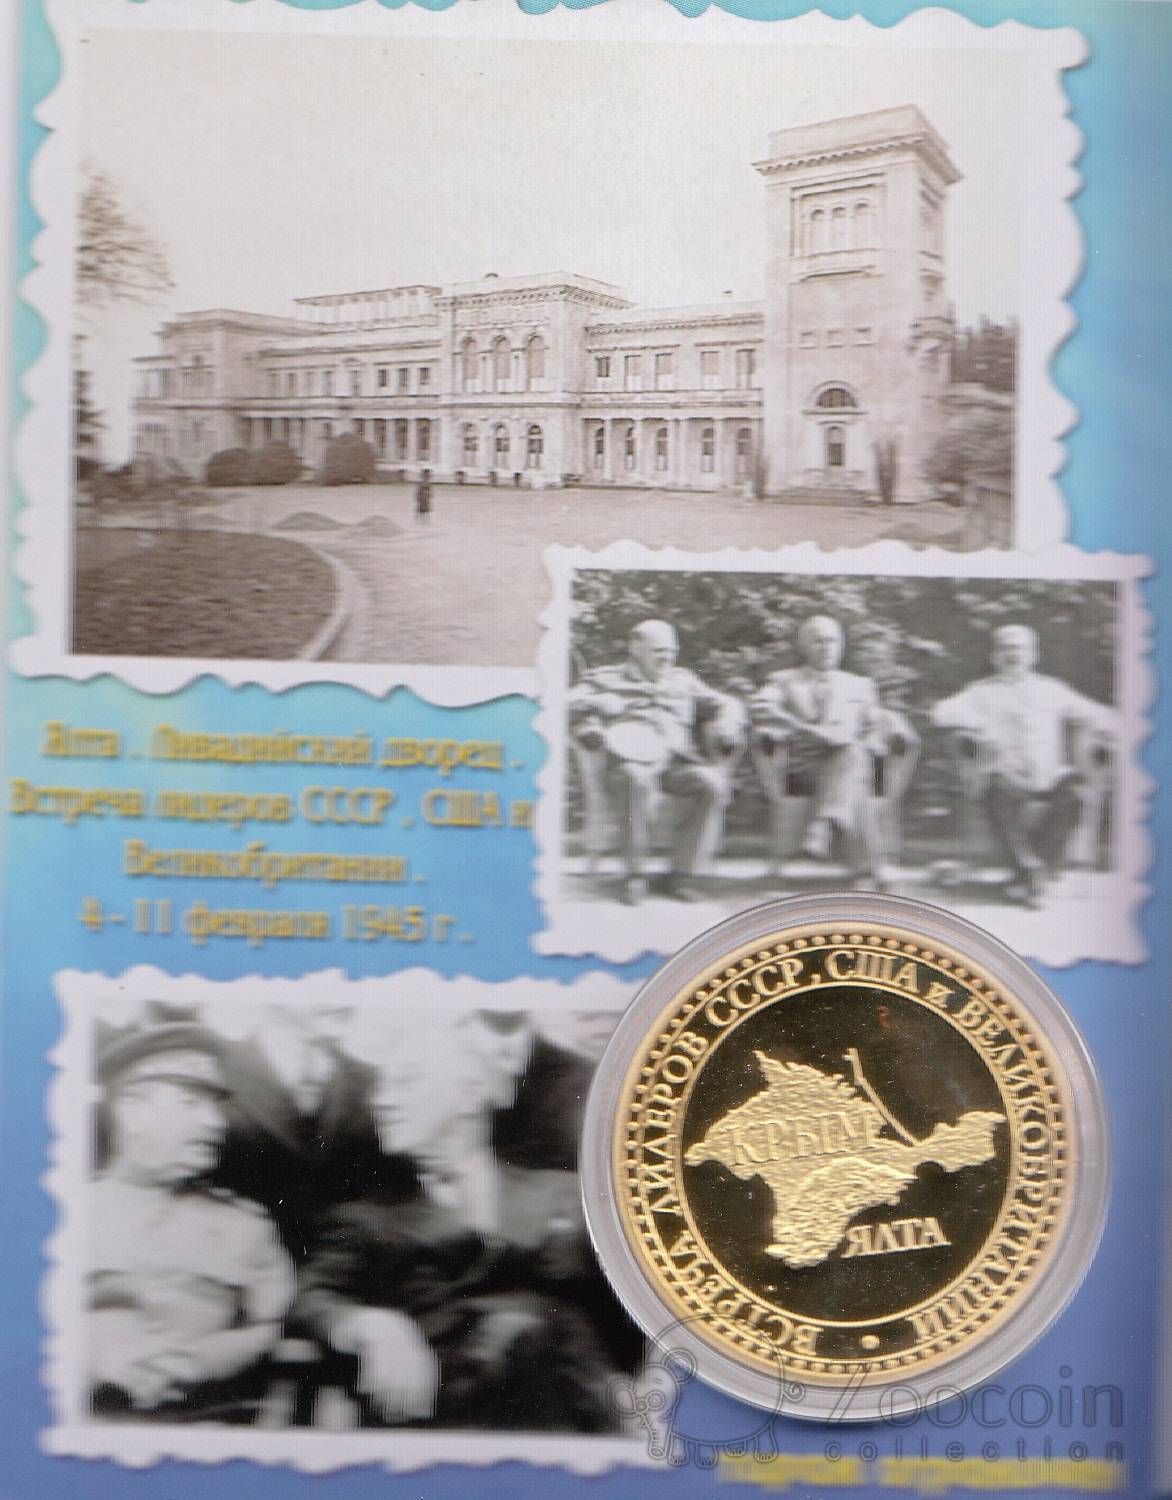 Ялта . Ливадийский дворец .
Встреча лидеров СССР , США и
Великобритании .
4 - 11 февраля 1945 г .
ВСТРЕЧА ЛИДЕРОВ СССР, США и ВЕЛИКОБРИТАНИИ •
КРЫМ
ЯЛТА
Zoocoin
collection